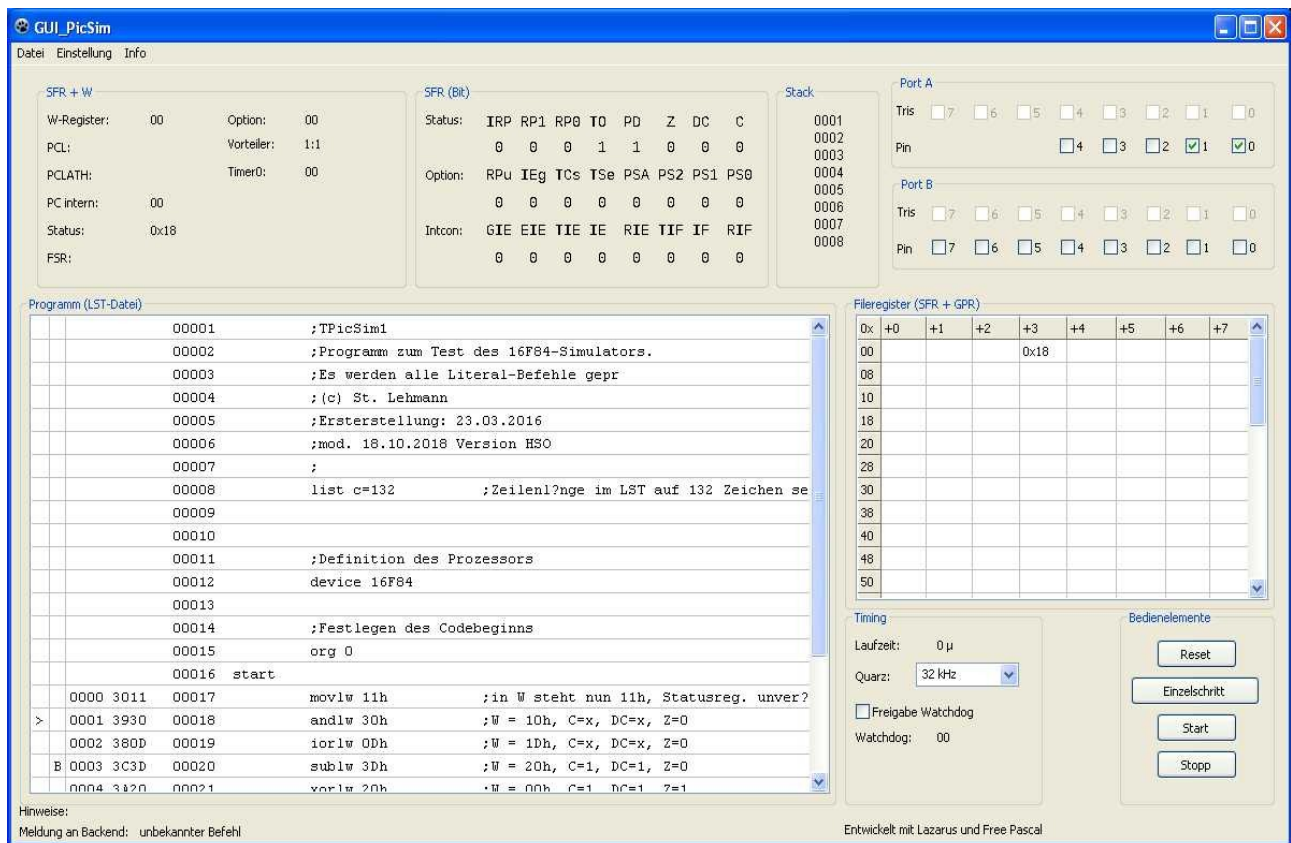 GUI_PicSim
Datei Einstellung Info
SFR + W
W-Register: 00 Option: 00
PCL: Vorteiler: 1:1
PCLATH: Timer0: 00
PC intern: 00
Status: 0x18
FSR:
SFR (Bit)
Status: IRP RP1 RP0 TO PD Z DC C
0 0 0 1 1 0 0 0
Option: RPu IEg TCs TSe PSA PS2 PS1 PS0
0 0 0 0 0 0 0 0
Intcon: GIE EIE TIE IE RIE TIF IF RIF
0 0 0 0 0 0 0 0
Stack
0001
0002
0003
0004
0005
0006
0007
0008
Port A
Tris 7 6 5 4 3 2 1 0
Pin 4 3 2 1 0
Port B
Tris 7 6 5 4 3 2 1 0
Pin 7 6 5 4 3 2 1 0
Programm (LST-Datei)
00001 ;TPicSim1
00002 ;Programm zum Test des 16F84-Simulators.
00003 ;Es werden alle Literal-Befehle gepr
00004 ;(c) St. Lehmann
00005 ;Ersterstellung: 23.03.2016
00006 ;mod. 18.10.2018 Version HSO
00007 ;
00008 list c=132 ;Zeilenl?nge im LST auf 132 Zeichen se
00009
00010
00011 ;Definition des Prozessors
00012 device 16F84
00013
00014 ;Festlegen des Codebeginns
00015 org 0
00016 start
0000 3011 00017 movlw 11h ;in W steht nun 11h, Statusreg. unver?
> 0001 3930 00018 andlw 30h ;W = 10h, C=x, DC=x, Z=0
0002 380D 00019 iorlw 0Dh ;W = 1Dh, C=x, DC=x, Z=0
B 0003 3C3D 00020 sublw 3Dh ;W = 20h, C=1, DC=1, Z=0
0004 3A20 00021 xorlw 20h ;W = 00h, C=1, DC=1, Z=1
Fileregister (SFR + GPR)
0x +0 +1 +2 +3 +4 +5 +6 +7
00 0x18
08
10
18
20
28
30
38
40
48
50
Timing
Laufzeit: 0 µ
Quarz: 32 kHz
Freigabe Watchdog
Watchdog: 00
Bedienelemente
Reset
Einzelschritt
Start
Stopp
Hinweise:
Meldung an Backend: unbekannter Befehl
Entwickelt mit Lazarus und Free Pascal